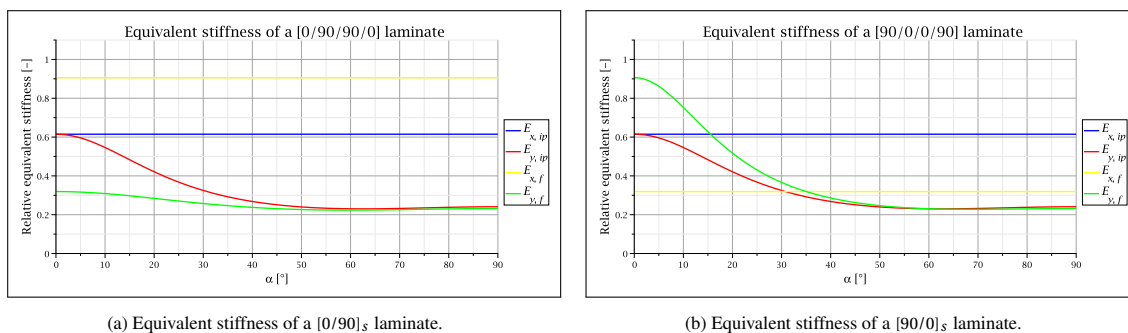 Equivalent stiffness of a [0/90/90/0] laminate
Relative equivalent stiffness [-]
1
0.8
0.6
0.4
0.2
0
0 10 20 30 40 50 60 70 80 90
α [°]
E x, ip
E y, ip
E x, f
E y, f
(a) Equivalent stiffness of a [0/90]s laminate.
Equivalent stiffness of a [90/0/0/90] laminate
Relative equivalent stiffness [-]
1
0.8
0.6
0.4
0.2
0
0 10 20 30 40 50 60 70 80 90
α [°]
E x, ip
E y, ip
E x, f
E y, f
(b) Equivalent stiffness of a [90/0]s laminate.